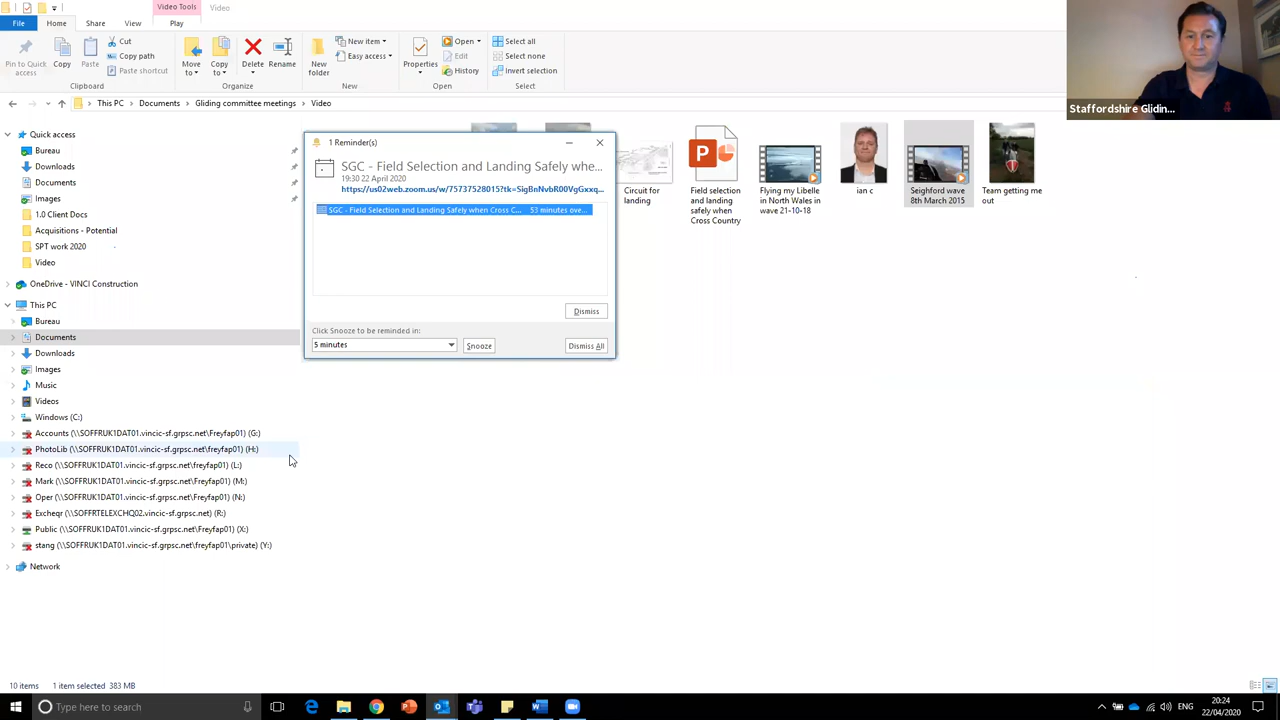 Video Tools
Video
File
Home
Share
View
Play
Pin to Quick
access
Copy
Paste
Cut
Copy path
Paste shortcut
Clipboard
Move
to
Copy
to
Delete
Rename
Organize
New
folder
New item
Easy access
New
Properties
Open
Edit
History
Open
Select all
Select none
Invert selection
Select
This PC
Documents
Gliding committee meetings
Video
Staffordshire Glidin...
Quick access
Bureau
Downloads
Documents
Images
1.0 Client Docs
Acquisitions - Potential
SPT work 2020
Video
OneDrive - VINCI Construction
This PC
Bureau
Documents
Downloads
Images
Music
Videos
Windows (C:)
Accounts (\\SOFFRUK1DAT01.vincic-sf.grpsc.net\Freyfap01) (G:)
PhotoLib (\\SOFFRUK1DAT01.vincic-sf.grpsc.net\freyfap01) (H:)
Reco (\\SOFFRUK1DAT01.vincic-sf.grpsc.net\freyfap01) (L:)
Mark (\\SOFFRUK1DAT01.vincic-sf.grpsc.net\Freyfap01) (M:)
Oper (\\SOFFRUK1DAT01.vincic-sf.grpsc.net\Freyfap01) (N:)
Excheqr (\\SOFFRTELEXCHQ02.vincic-sf.grpsc.net) (R:)
Public (\\SOFFRUK1DAT01.vincic-sf.grpsc.net\Freyfap01) (X:)
stang (\\SOFFRUK1DAT01.vincic-sf.grpsc.net\freyfap01\private) (Y:)
Network
1 Reminder(s)
SGC - Field Selection and Landing Safely whe...
19:30 22 April 2020
https://us02web.zoom.us/w/75737528015?tk=SigBnNvbR00VgGxxq...
SGC - Field Selection and Landing Safely when Cross C... 53 minutes ove...
Dismiss
Click Snooze to be reminded in:
5 minutes
Snooze
Dismiss All
Circuit for
landing
Field selection
and landing
safely when
Cross Country
Flying my Libelle
in North Wales in
wave 21-10-18
ian c
Seighford wave
8th March 2015
Team getting me
out
10 items
1 item selected 383 MB
Type here to search
20:24
22/04/2020